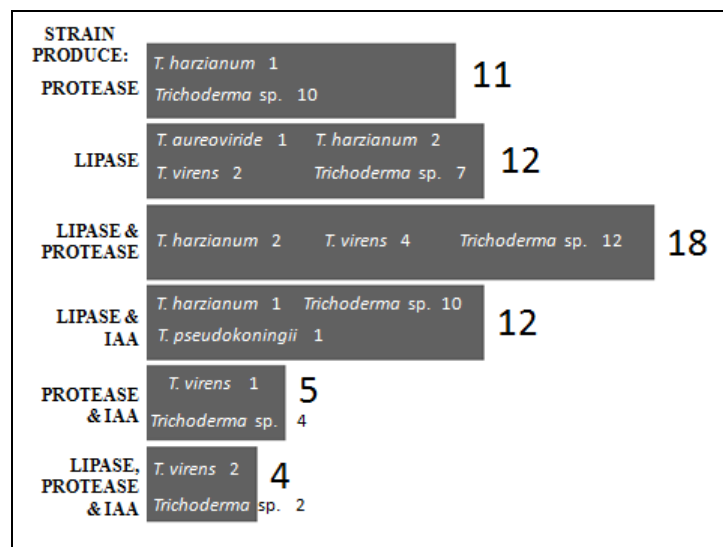 STRAIN
PRODUCE:
PROTEASE
T. harzianum 1
Trichoderma sp. 10
11
LIPASE
T. aureoviride 1 T. harzianum 2
T. virens 2 Trichoderma sp. 7
12
LIPASE &
PROTEASE
T. harzianum 2 T. virens 4 Trichoderma sp. 12
18
LIPASE &
IAA
T. harzianum 1 Trichoderma sp. 10
T. pseudokoningii 1
12
PROTEASE
& IAA
T. virens 1
Trichoderma sp. 4
5
LIPASE,
PROTEASE
& IAA
T. virens 2
Trichoderma sp. 2
4